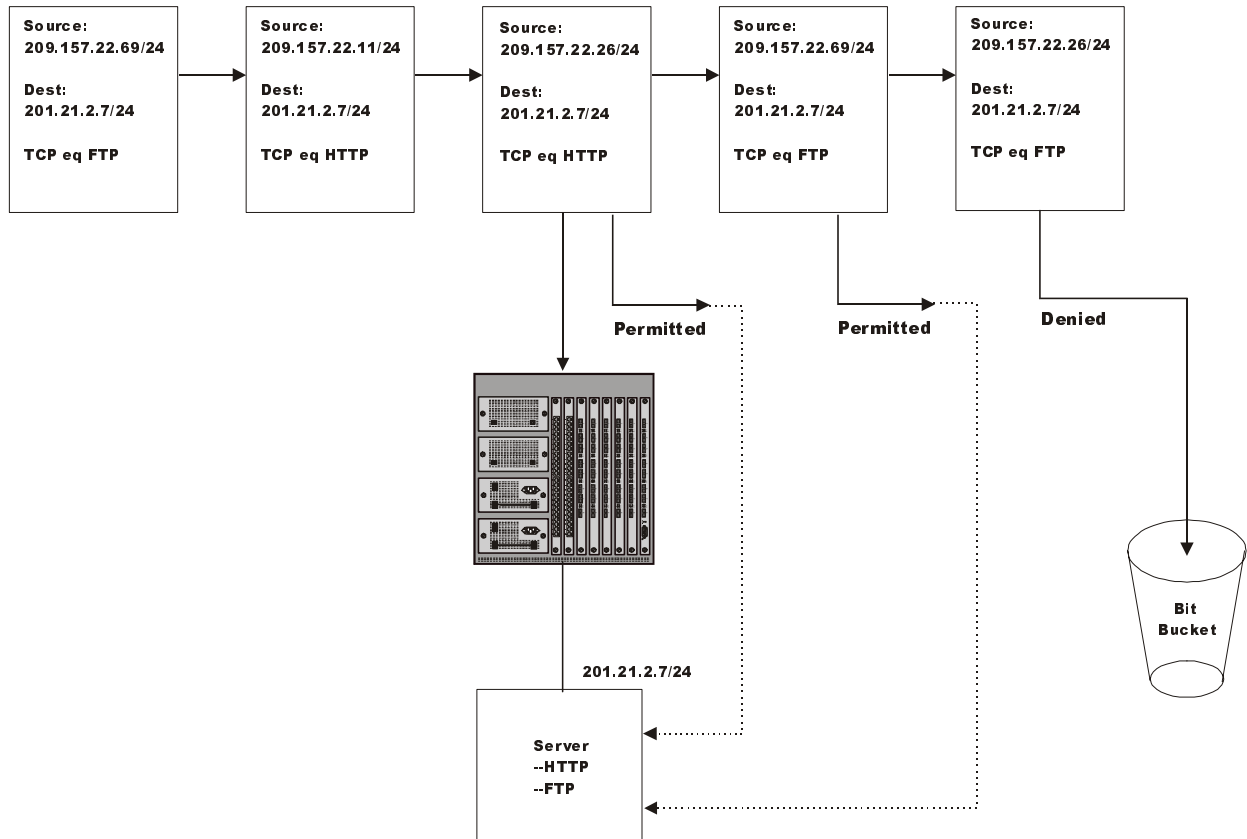 Source:
209.157.22.69/24
Dest:
201.21.2.7/24
TCP eq FTP
Source:
209.157.22.11/24
Dest:
201.21.2.7/24
TCP eq HTTP
Source:
209.157.22.26/24
Dest:
201.21.2.7/24
TCP eq HTTP
Source:
209.157.22.69/24
Dest:
201.21.2.7/24
TCP eq FTP
Source:
209.157.22.26/24
Dest:
201.21.2.7/24
TCP eq FTP
Permitted
Permitted
Denied
Bit
Bucket
201.21.2.7/24
Server
--HTTP
--FTP